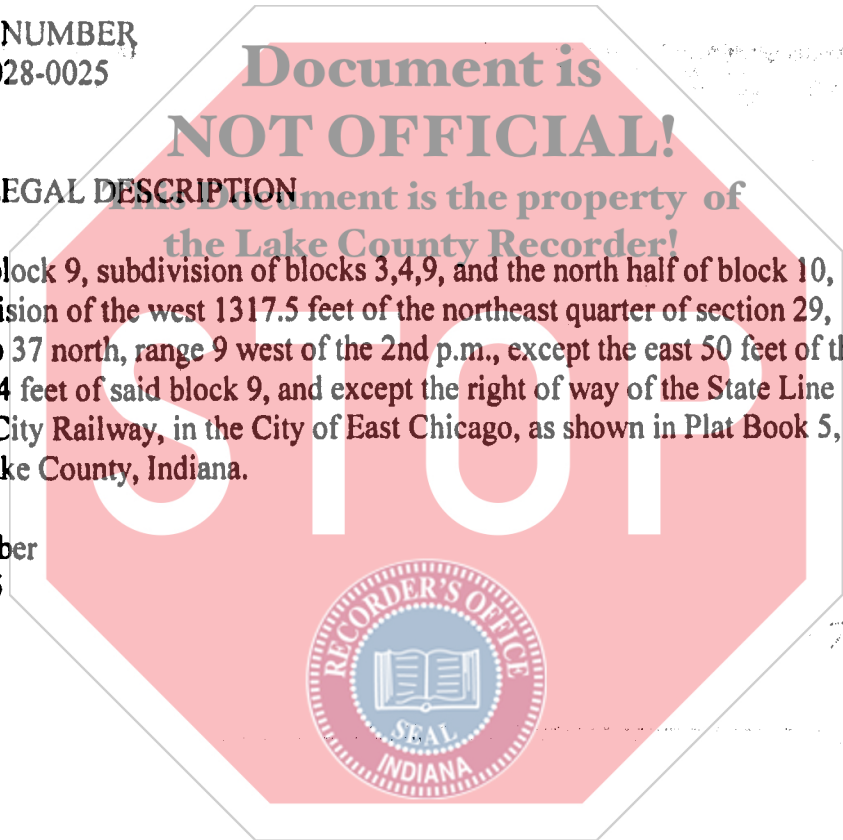 NUMBER
028-0025
Document is
NOT OFFICIAL!
LEGAL DESCRIPTION
This Document is the property of
the Lake County Recorder!
lock 9, subdivision of blocks 3,4,9, and the north half of block 10,
ision of the west 1317.5 feet of the northeast quarter of section 29,
37 north, range 9 west of the 2nd p.m., except the east 50 feet of th
4 feet of said block 9, and except the right of way of the State Line
City Railway, in the City of East Chicago, as shown in Plat Book 5,
ke County, Indiana.
STOP
ber
RECORDER'S OFFICE
SEAL
INDIANA